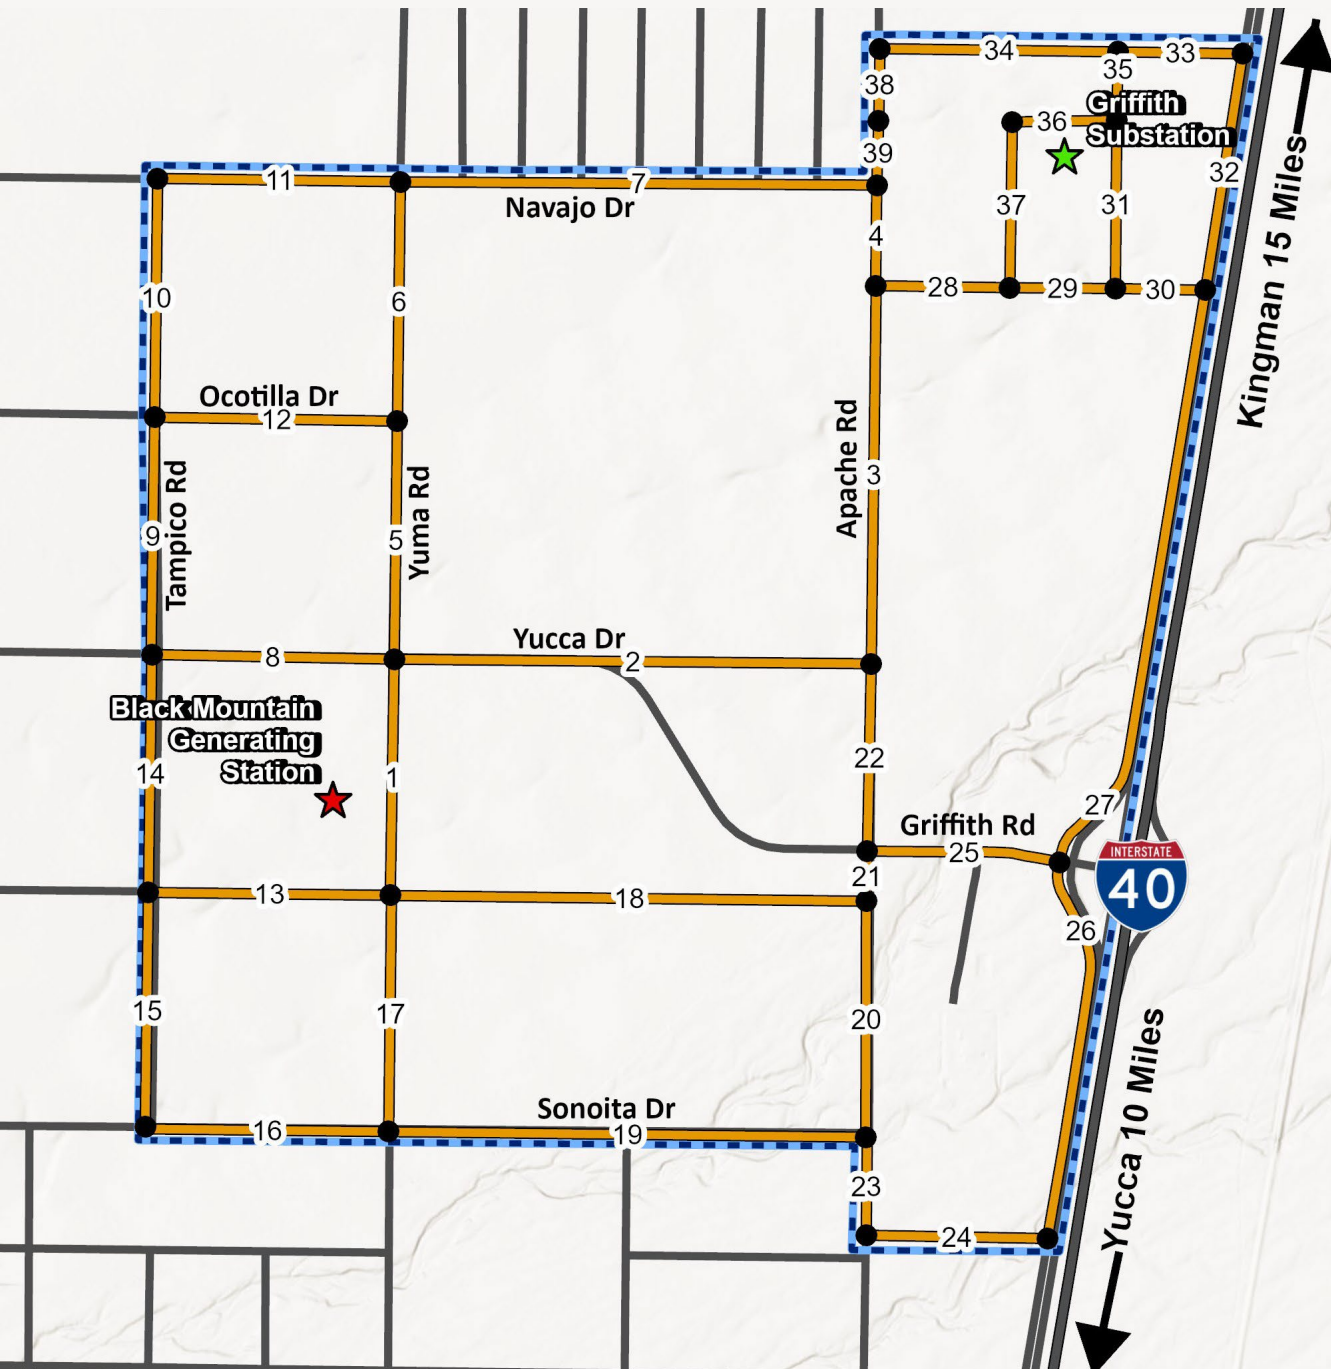 34
33
35
38
Griffith
Substation
36
39
32
11
7
Navajo Dr
37
31
4
Kingman 15 Miles
28
29
30
10
6
Ocotilla Dr
12
Apache Rd
3
Tampico Rd
Yuma Rd
9
5
Yucca Dr
8
2
Black Mountain
Generating
Station
14
1
22
27
Griffith Rd
25
INTERSTATE
40
21
13
18
26
15
17
20
Yucca 10 Miles
Sonoita Dr
16
19
23
24